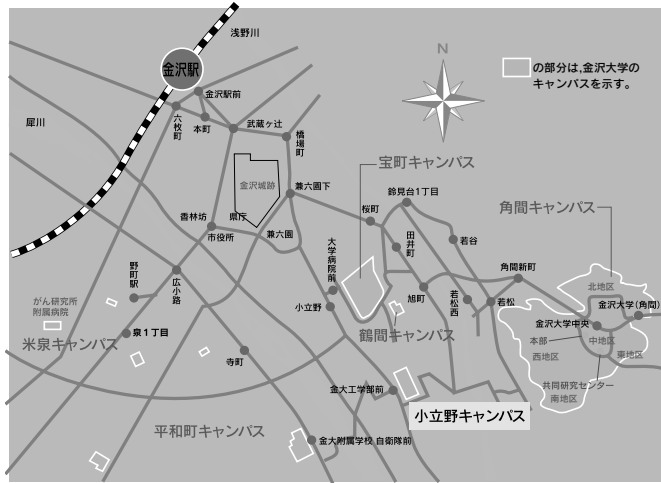 浅野川
金沢駅
N
の部分は,金沢大学の
キャンパスを示す。
犀川
金沢駅前
六枚町
本町
武蔵ヶ辻
橋場町
宝町キャンパス
金沢城跡
兼六園下
鈴見台1丁目
角間キャンパス
香林坊
県庁
市役所
兼六園
桜町
田井町
若谷
大学病院前
野町駅
広小路
角間新町
北地区
がん研究所
附属病院
小立野
旭町
若松西
若松
金沢大学(角間)
泉1丁目
鶴間キャンパス
金沢大学中央
米泉キャンパス
本部
中地区
西地区
東地区
寺町
共同研究センター
南地区
金大工学部前
小立野キャンパス
平和町キャンパス
金大附属学校 自衛隊前